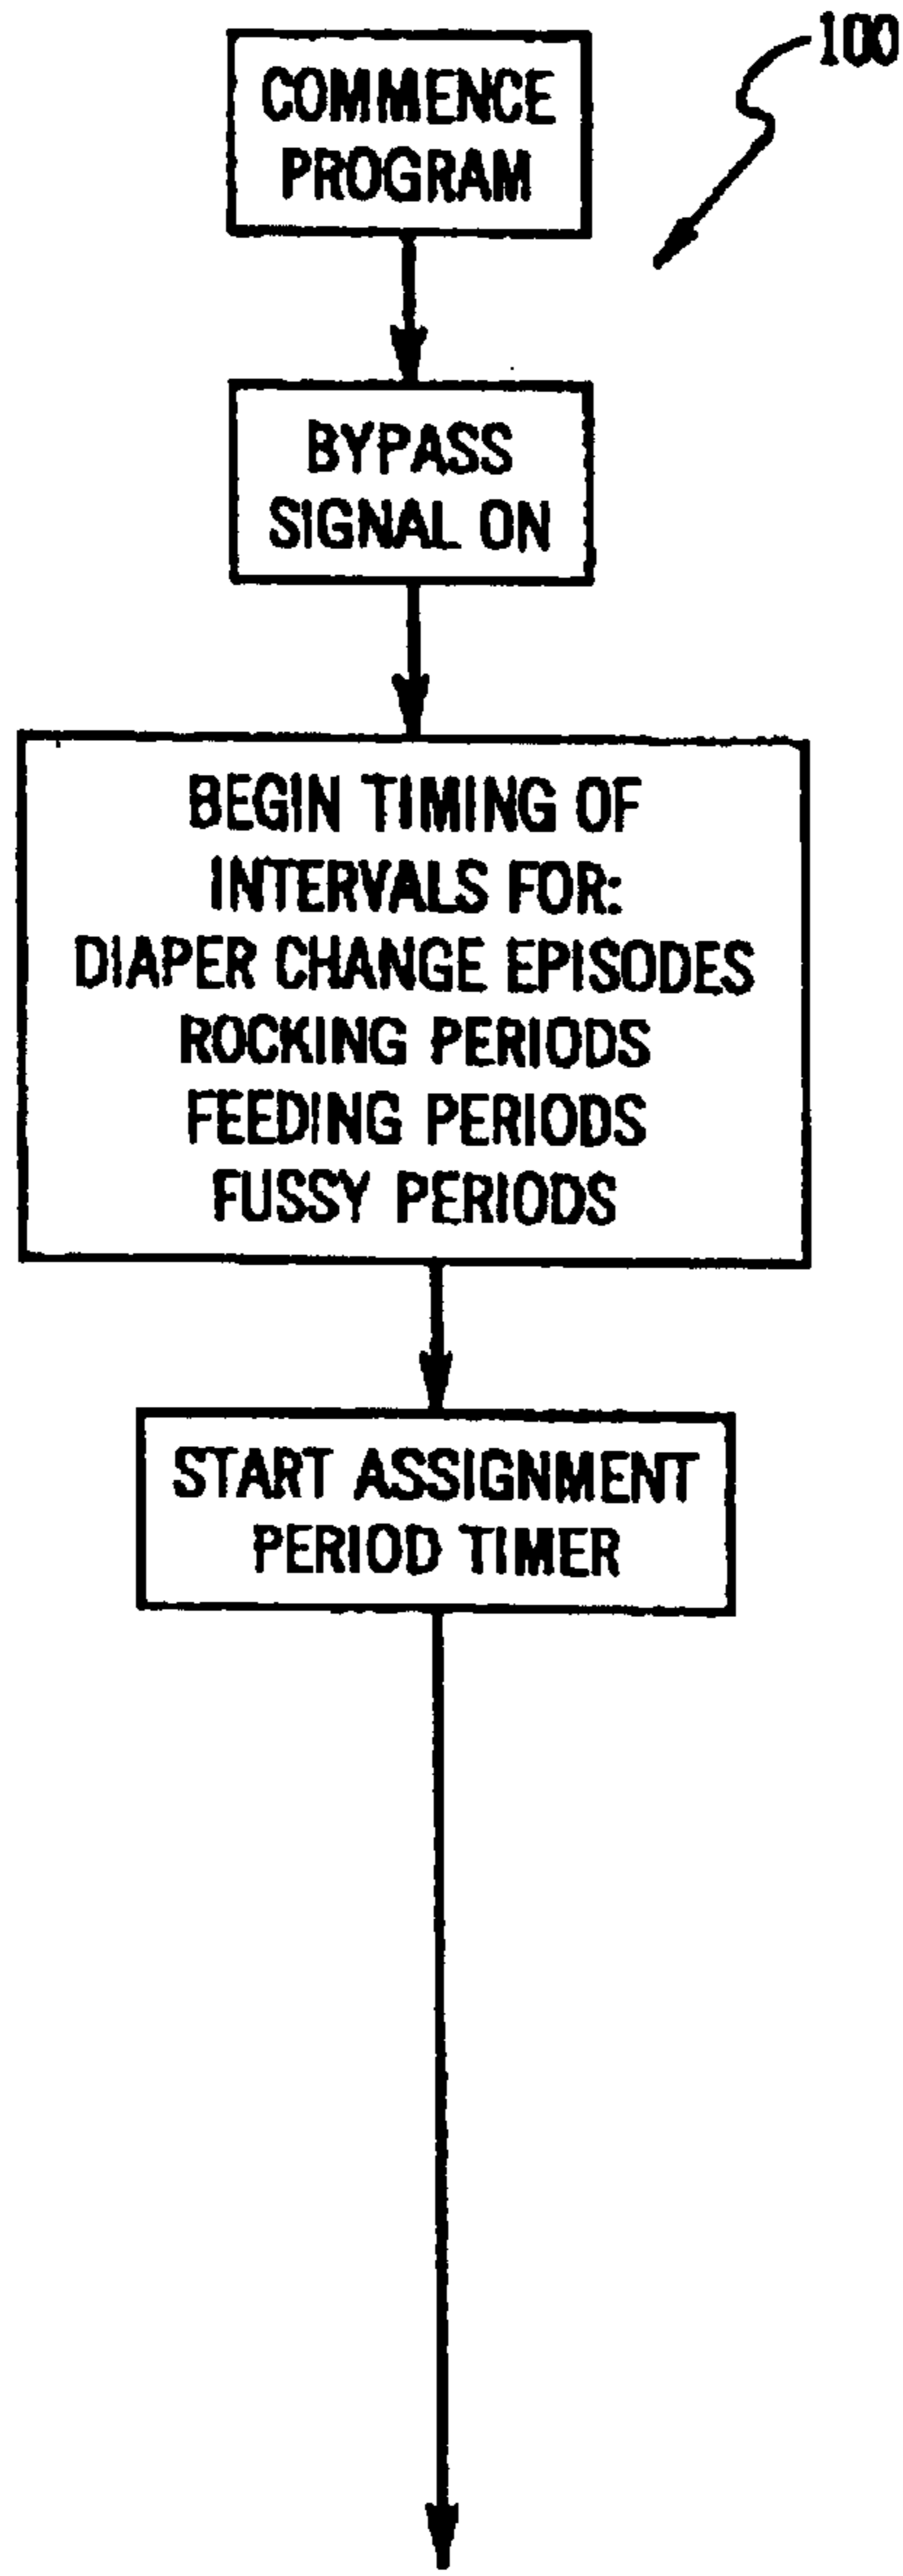 100
COMMENCE
PROGRAM
BYPASS
SIGNAL ON
BEGIN TIMING OF
INTERVALS FOR:
DIAPER CHANGE EPISODES
ROCKING PERIODS
FEEDING PERIODS
FUSSY PERIODS
START ASSIGNMENT
PERIOD TIMER